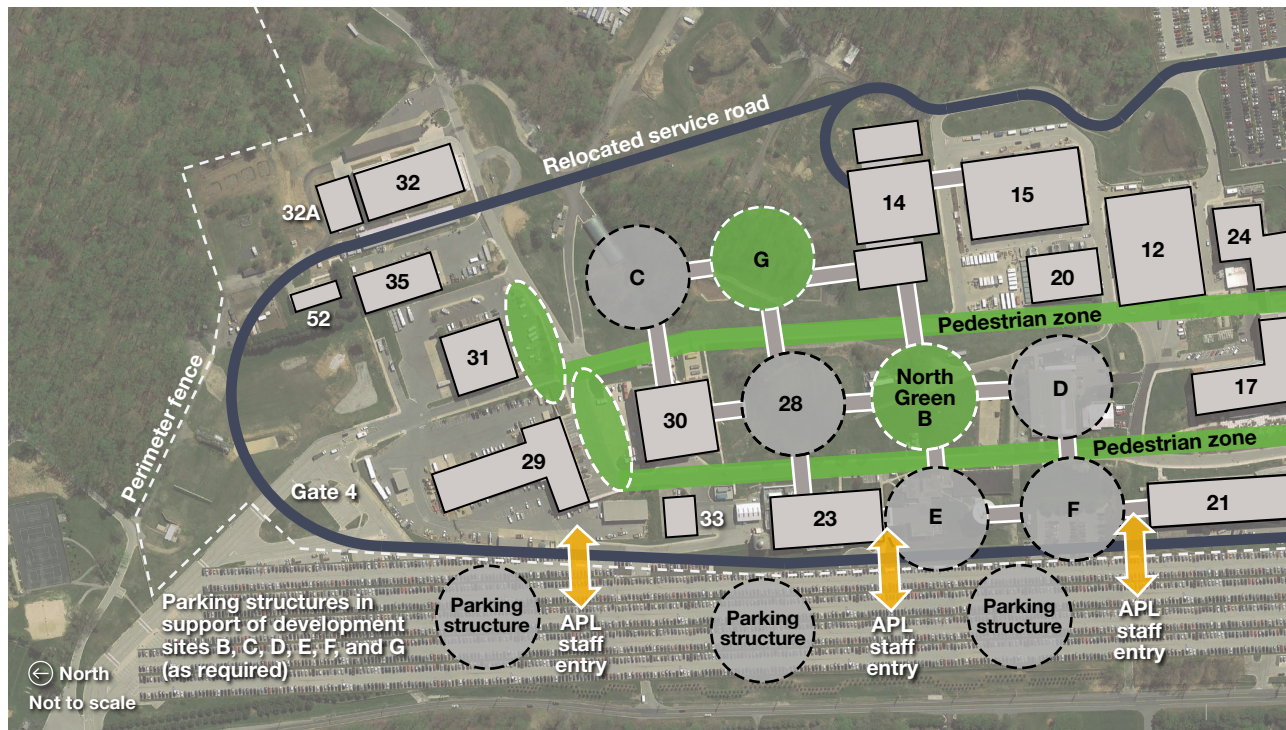 Relocated service road
32
32A
14
15
12
24
C
G
35
20
52
Pedestrian zone
31
North
Green
B
D
17
30
28
Perimeter fence
29
Pedestrian zone
Gate 4
33
23
E
F
21
Parking structures in
support of development
sites B, C, D, E, F, and G
(as required)
Parking
structure
APL
staff
entry
Parking
structure
APL
staff
entry
Parking
structure
APL
staff
entry
North
Not to scale